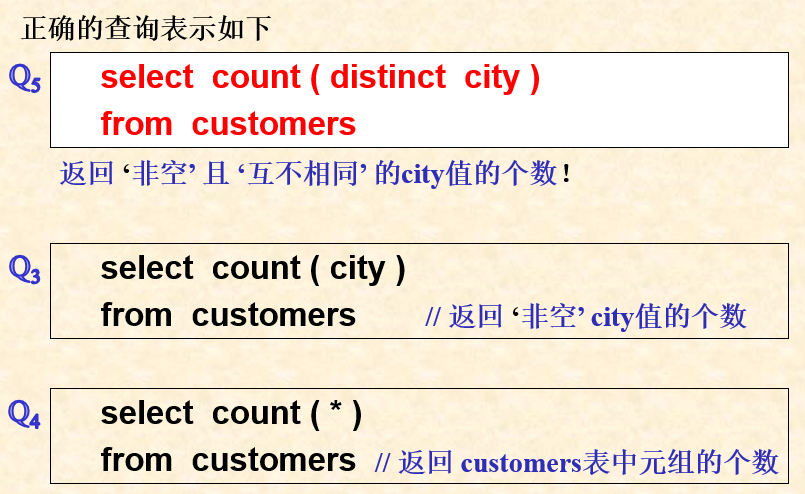 正确的查询表示如下
Q5 select count ( distinct city )
from customers
返回 ‘非空’ 且 ‘互不相同’ 的city值的个数！
Q3 select count ( city )
from customers // 返回 ‘非空’ city值的个数
Q4 select count ( * )
from customers // 返回 customers表中元组的个数